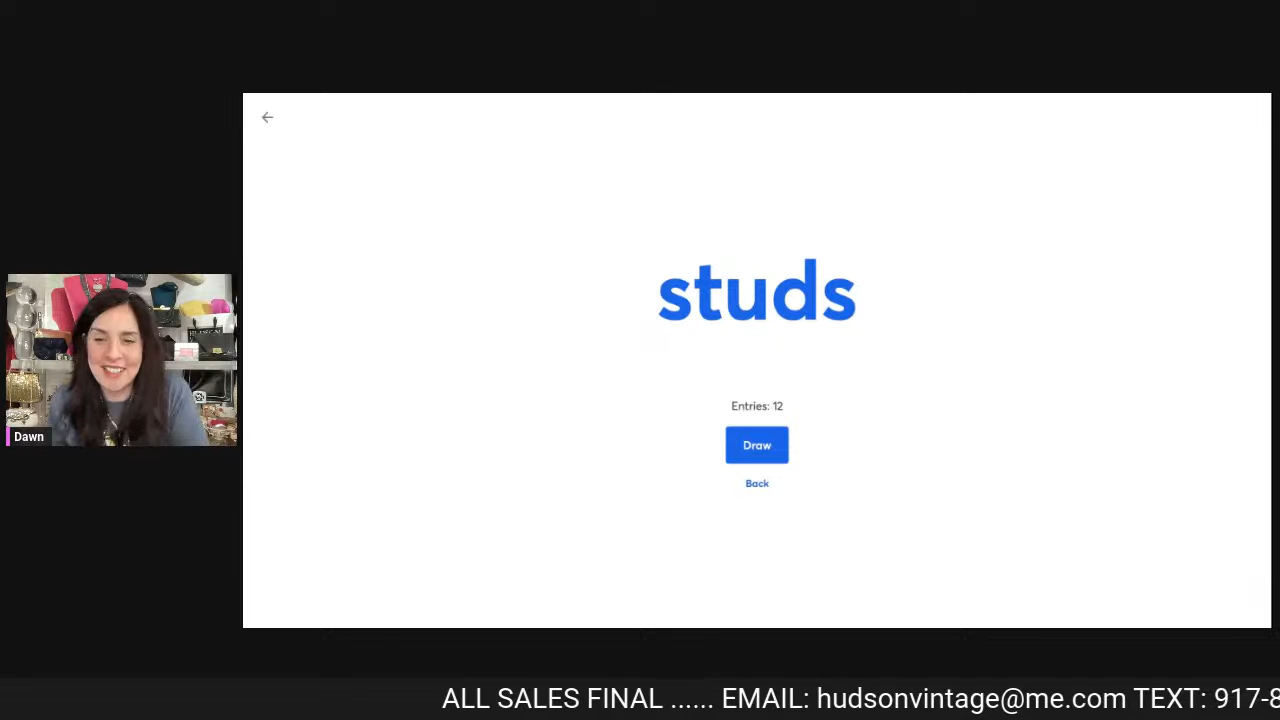 studs
Entries: 12
Draw
Back
Dawn
ALL SALES FINAL ...... EMAIL: hudsonvintage@me.com TEXT: 917-8